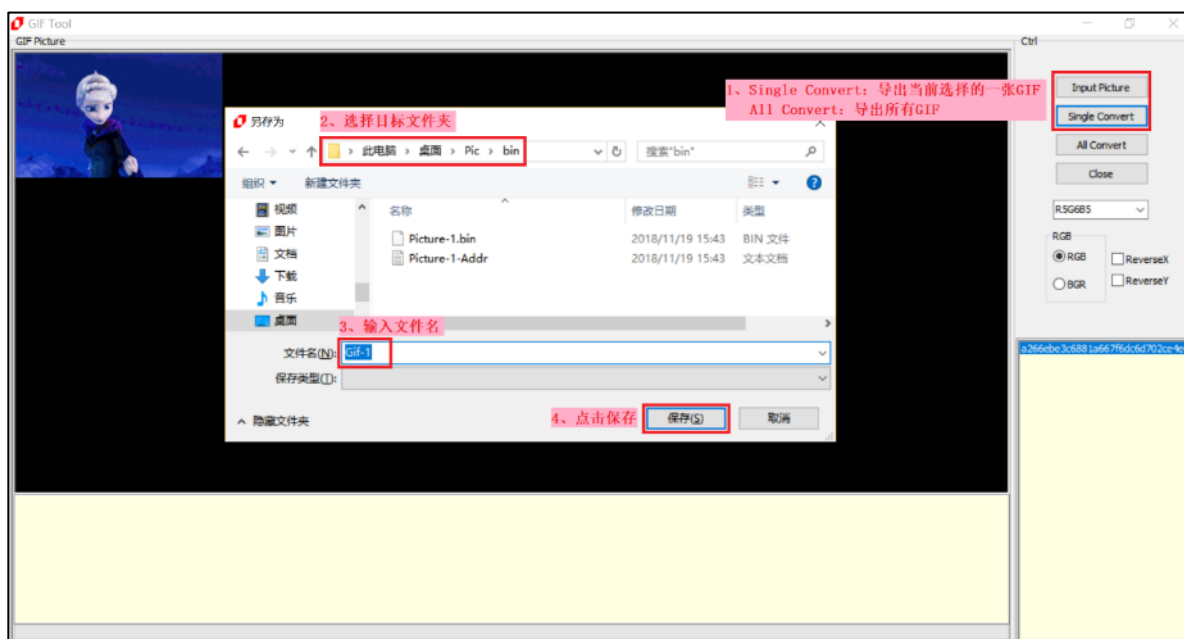 GIF Tool
GIF Picture
Ctrl
1、Single Convert：导出当前选择的一张GIF
All Convert：导出所有GIF
Input Picture
Single Convert
All Convert
Close
R5G6B5
RGB
RGB
BGR
ReverseX
ReverseY
另存为
2、选择目标文件夹
此电脑 › 桌面 › Pic › bin
搜索"bin"
组织
新建文件夹
视频
图片
文档
下载
音乐
桌面
名称 修改日期 类型
Picture-1.bin 2018/11/19 15:43 BIN 文件
Picture-1-Addr 2018/11/19 15:43 文本文档
3、输入文件名
文件名(N): Gif-1
保存类型(T):
隐藏文件夹
4、点击保存
保存(S)
取消
a266ebe3c6881a667f6dc6d702ce4e